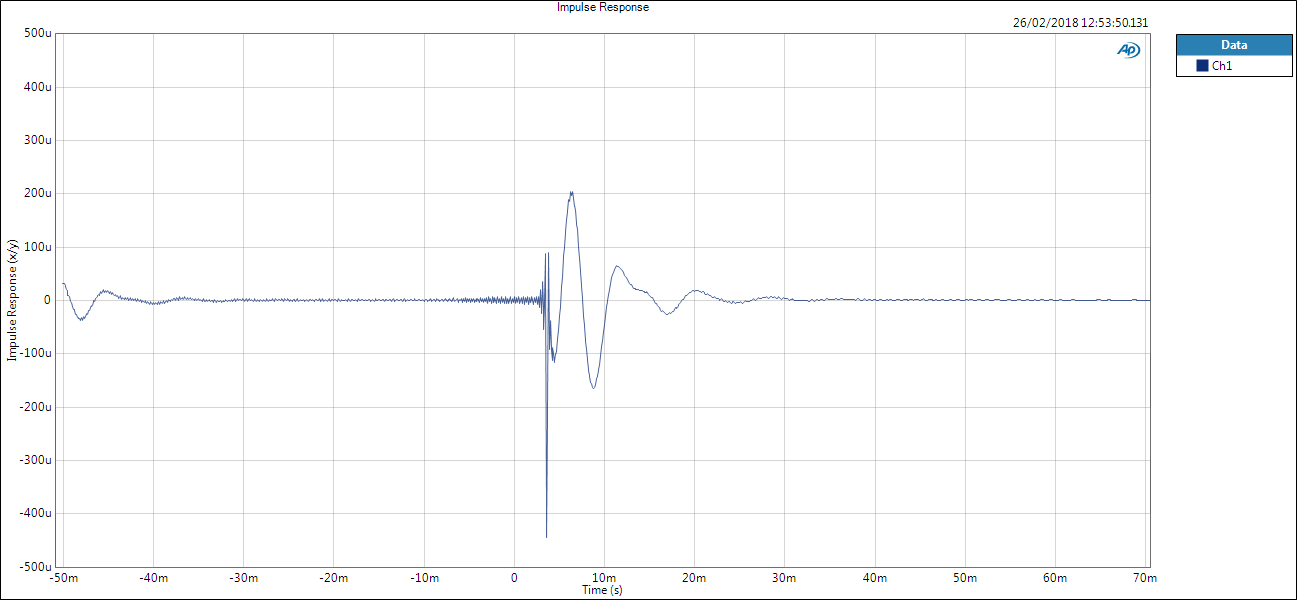 Impulse Response
26/02/2018 12:53:50.131
500u
400u
300u
200u
100u
0
-100u
-200u
-300u
-400u
-500u
Impulse Response (x/y)
-50m -40m -30m -20m -10m 0 10m 20m 30m 40m 50m 60m 70m
Time (s)
AP
Data
Ch1